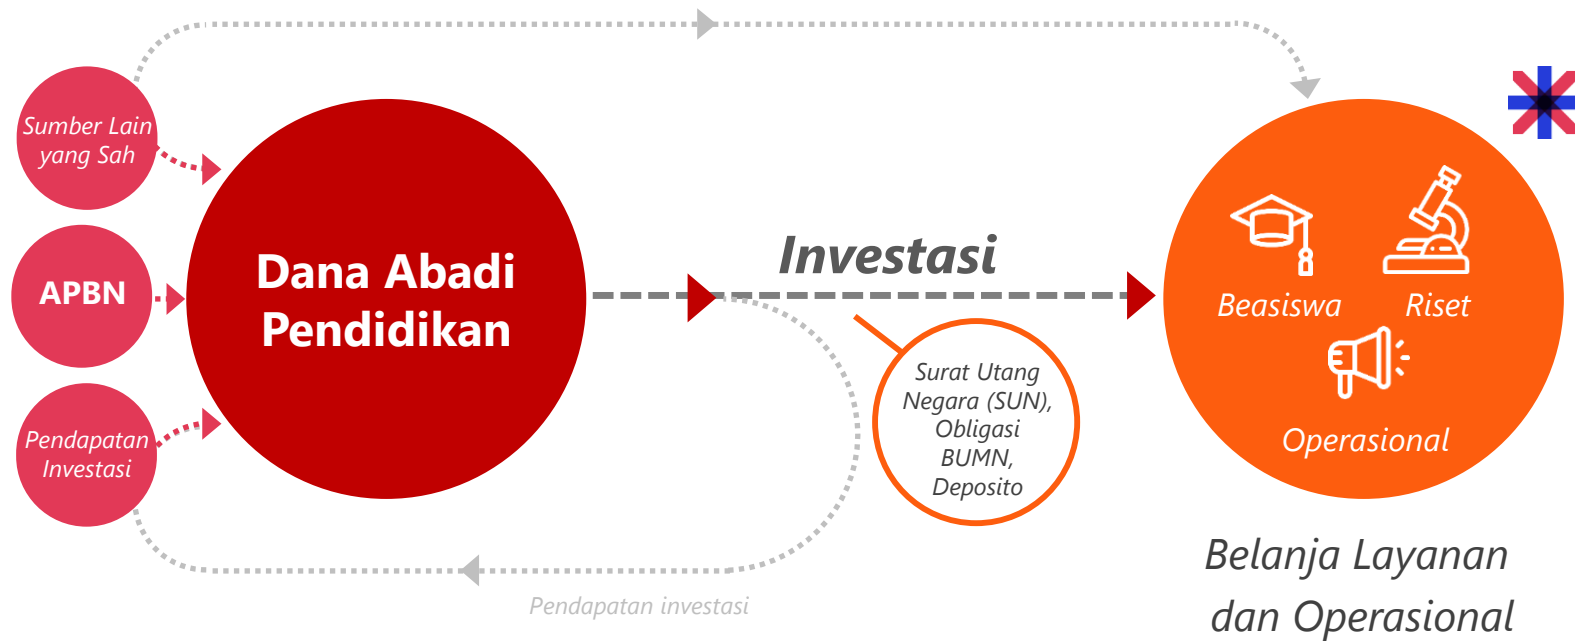 Sumber Lain
yang Sah
APBN
Pendapatan
Investasi
Dana Abadi
Pendidikan
Investasi
Surat Utang
Negara (SUN),
Obligasi
BUMN,
Deposito
Pendapatan investasi
Beasiswa
Riset
Operasional
Belanja Layanan
dan Operasional